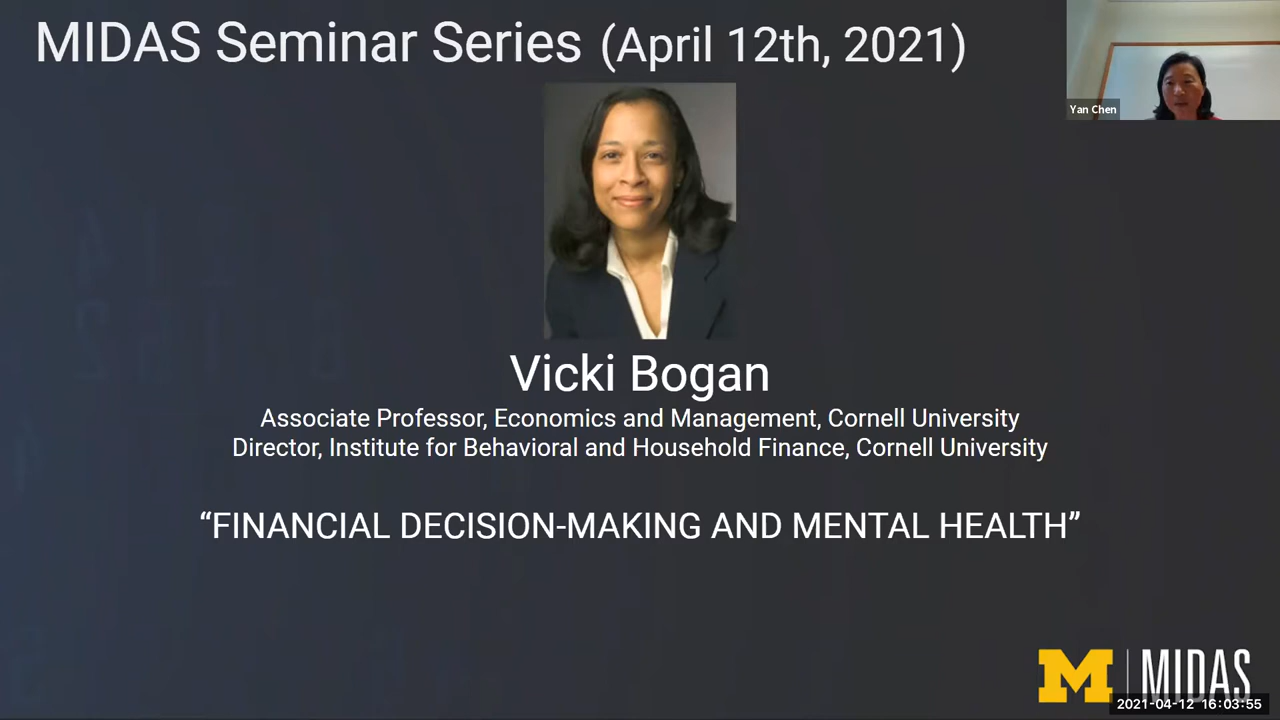 MIDAS Seminar Series (April 12th, 2021)
Yan Chen
Vicki Bogan
Associate Professor, Economics and Management, Cornell University
Director, Institute for Behavioral and Household Finance, Cornell University
“FINANCIAL DECISION-MAKING AND MENTAL HEALTH”
M | MIDAS
2021-04-12 16:03:55